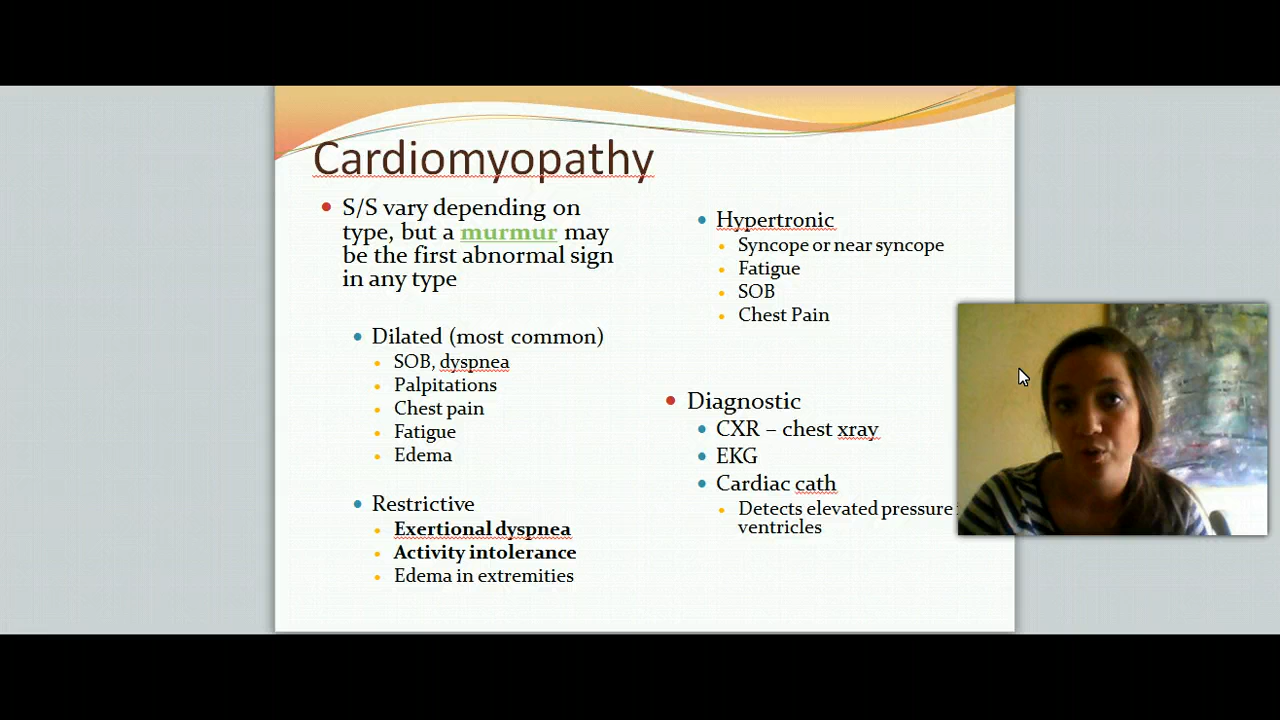 Cardiomyopathy
S/S vary depending on
type, but a murmur may
be the first abnormal sign
in any type
Dilated (most common)
SOB, dyspnea
Palpitations
Chest pain
Fatigue
Edema
Restrictive
Exertional dyspnea
Activity intolerance
Edema in extremities
Hypertronic
Syncope or near syncope
Fatigue
SOB
Chest Pain
Diagnostic
CXR – chest xray
EKG
Cardiac cath
Detects elevated pressure
ventricles